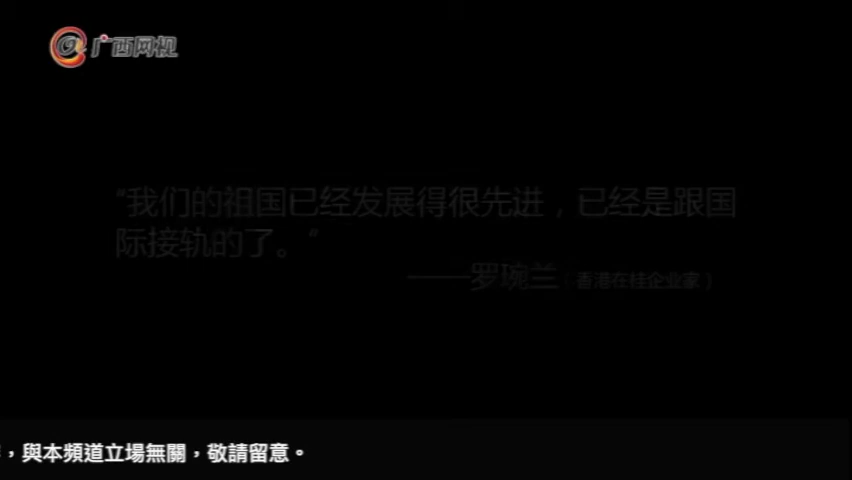 广西网视
“我们的祖国已经发展得很先进，已经是跟国
际接轨的了。”
——罗琬兰（香港在桂企业家）
，與本頻道立場無關，敬請留意。